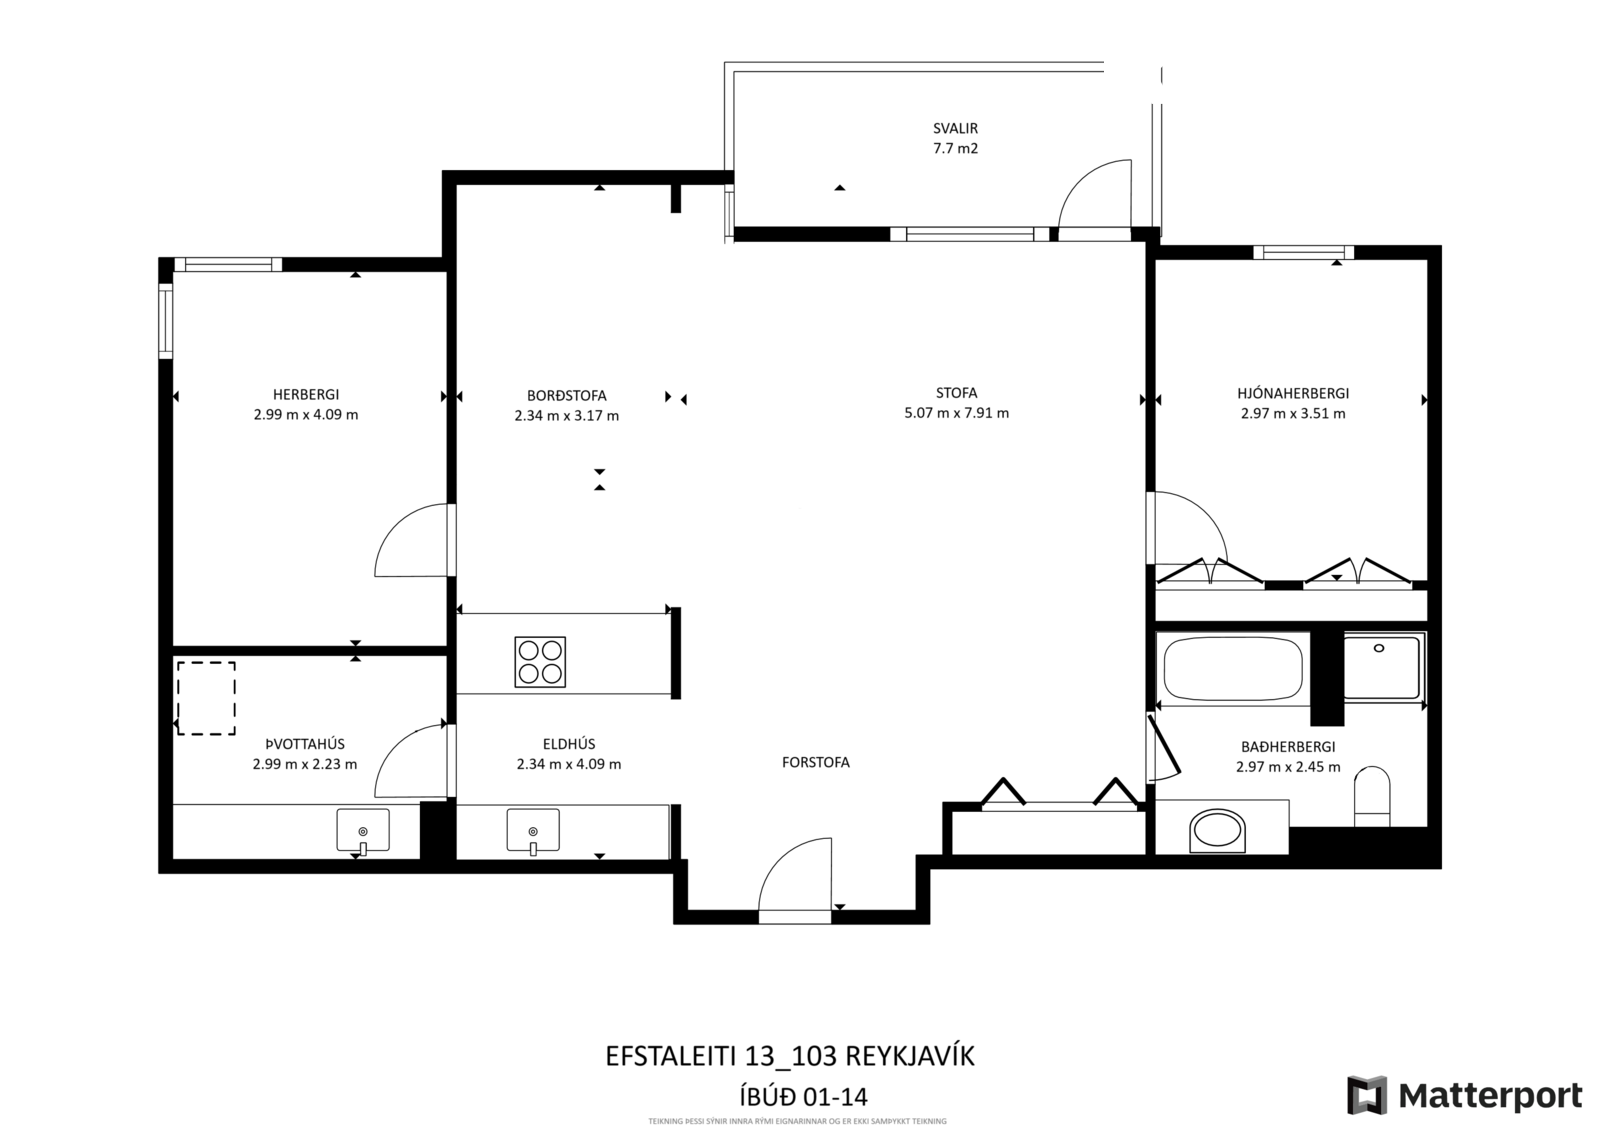 SVALIR
7.7 m2
HERBERGI
2.99 m x 4.09 m
BORÐSTOFA
2.34 m x 3.17 m
STOFA
5.07 m x 7.91 m
HJÓNAHERBERGI
2.97 m x 3.51 m
ÞVOTTAHÚS
2.99 m x 2.23 m
ELDHÚS
2.34 m x 4.09 m
FORSTOFA
BAÐHERBERGI
2.97 m x 2.45 m
EFSTALEITI 13_103 REYKJAVÍK
ÍBÚÐ 01-14
TEIKNING ÞESSI SÝNIR INNRA RÝMI EIGNARINNAR OG ER EKKI SAMÞYKKT TEIKNING
Matterport